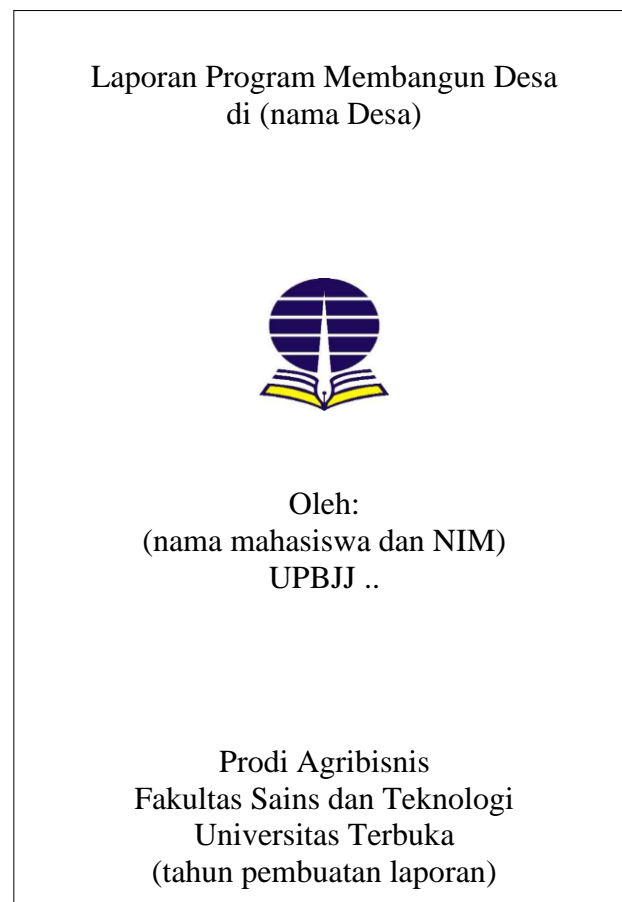 Laporan Program Membangun Desa
di (nama Desa)
Oleh:
(nama mahasiswa dan NIM)
UPBJJ ..
Prodi Agribisnis
Fakultas Sains dan Teknologi
Universitas Terbuka
(tahun pembuatan laporan)